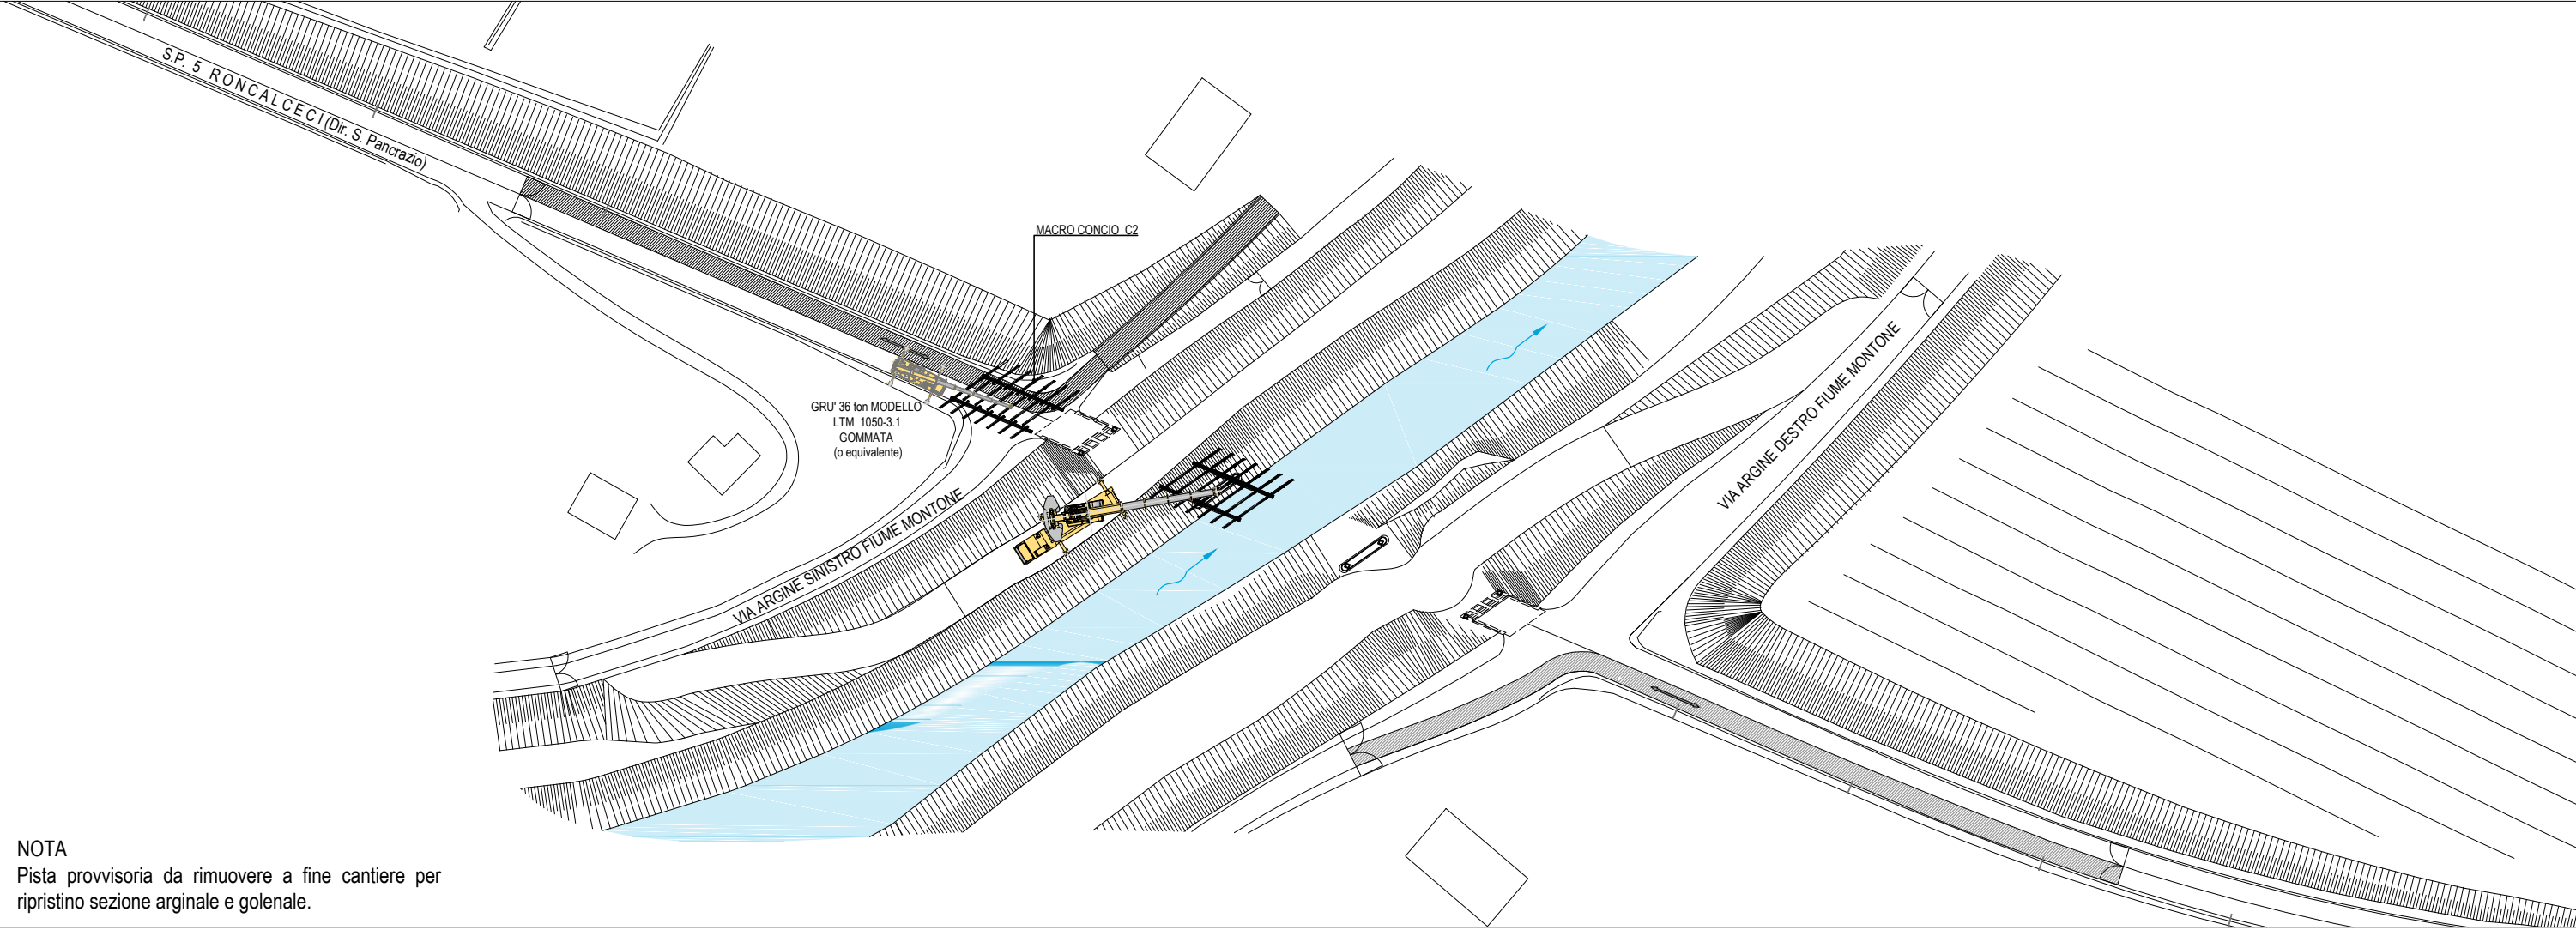 S.P. 5 RONCALCECI (Dir. S. Pancrazio)
MACRO CONCIO C2
GRU' 36 ton MODELLO
LTM 1050-3.1
GOMMATA
(o equivalente)
VIA ARGINE SINISTRO FIUME MONTONE
VIA ARGINE DESTRO FIUME MONTONE
NOTA
Pista provvisoria da rimuovere a fine cantiere per
ripristino sezione arginale e golenale.